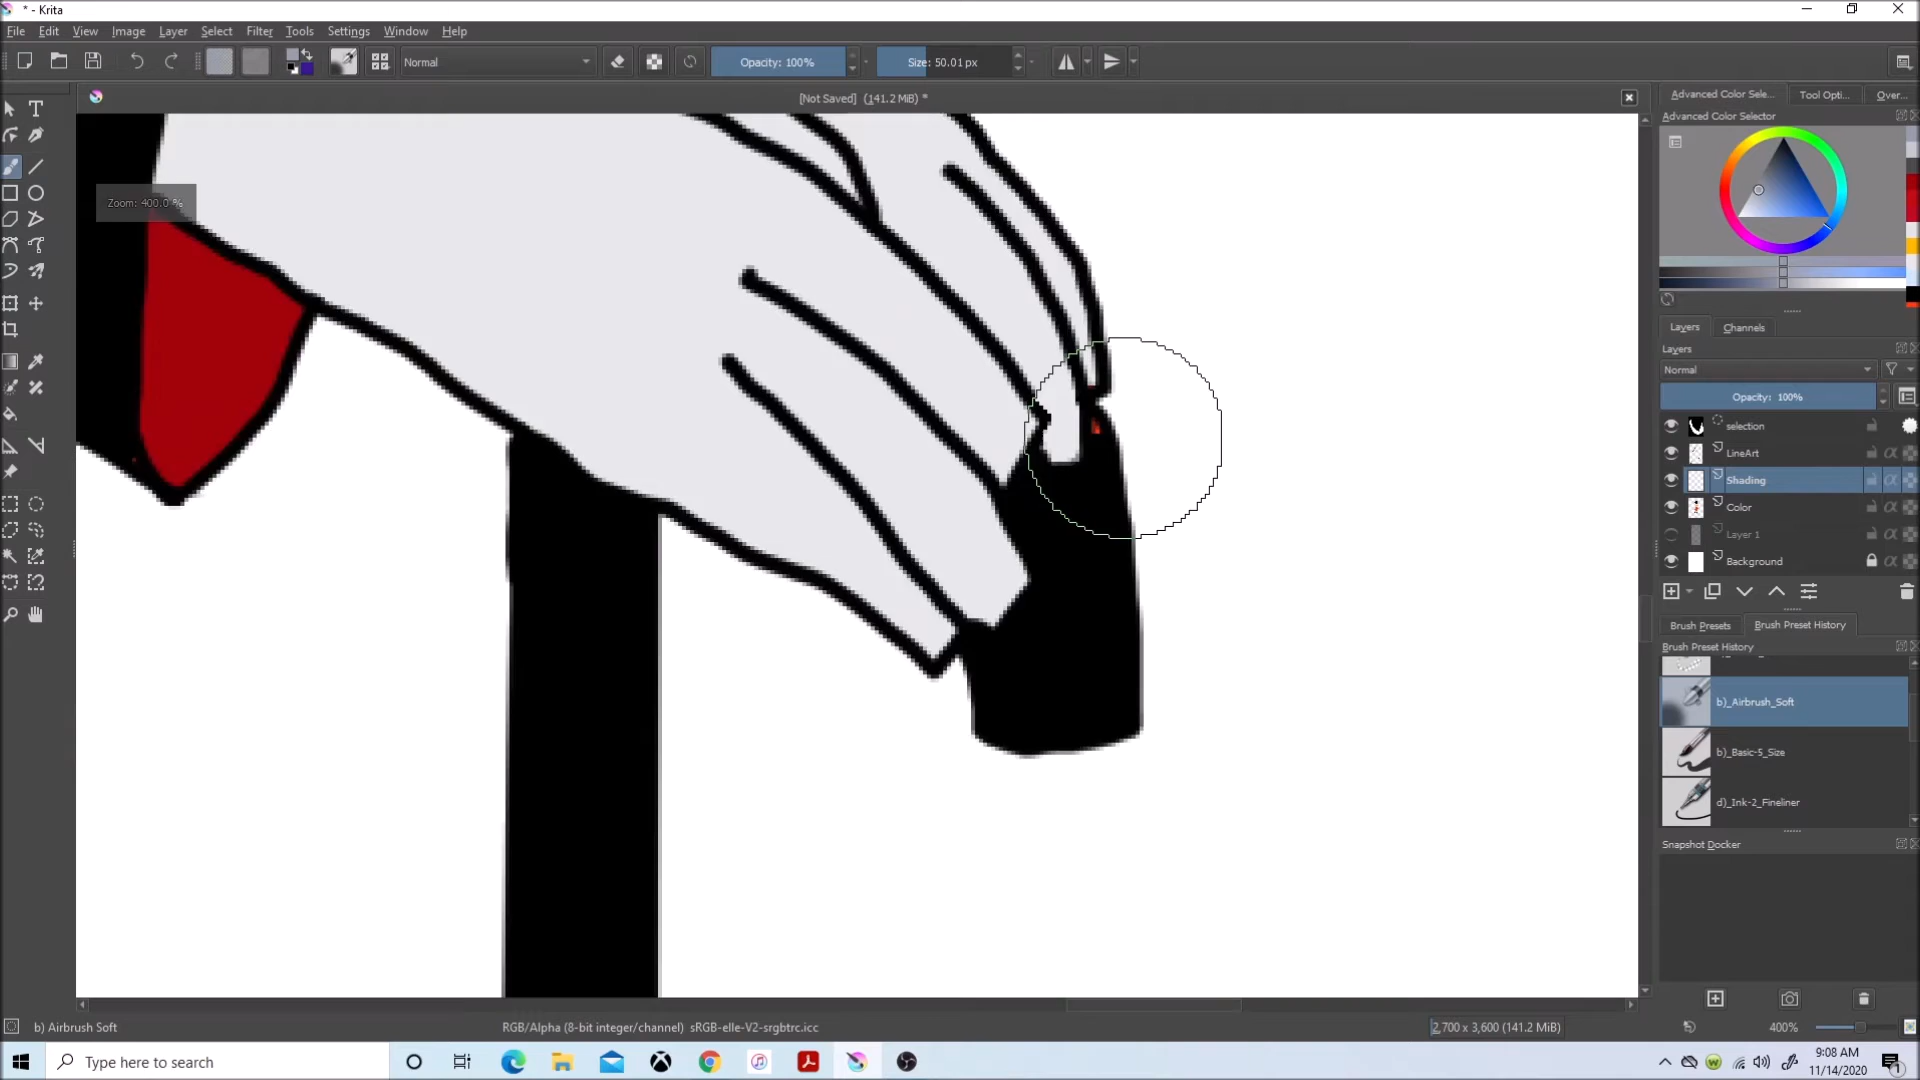 * - Krita
File Edit View Image Layer Select Filter Tools Settings Window Help
Normal
Opacity: 100%
Size: 50.01 px
[Not Saved] (141.2 MiB) *
Zoom: 400.0 %
Advanced Color Sele... Tool Opti... Over...
Advanced Color Selector
Layers Channels
Layers
Normal
Opacity: 100%
selection
LineArt
Shading
Color
Layer 1
Background
Brush Presets Brush Preset History
Brush Preset History
b)_Airbrush_Soft
b)_Basic-5_Size
d)_Ink-2_Fineliner
Snapshot Docker
b) Airbrush Soft
RGB/Alpha (8-bit integer/channel) sRGB-elle-V2-srgbtrc.icc
2,700 x 3,600 (141.2 MiB)
400%
Type here to search
9:08 AM
11/14/2020
1